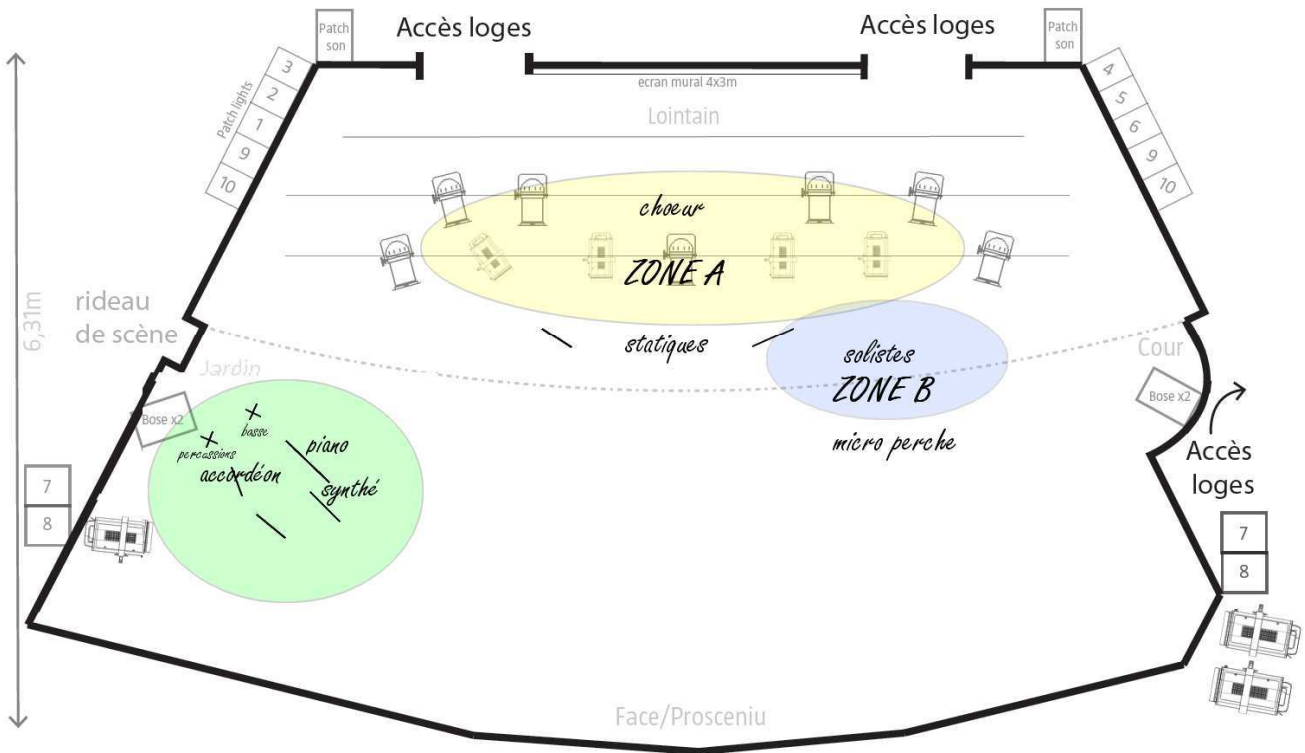 Patch
son
Accès loges
Accès loges
Patch
son
3
2
1
9
10
Patch lights
4
5
6
9
10
ecran mural 4x3m
Lointain
choeur
ZONE A
6,31m
rideau
de scène
statiques
solistes
ZONE B
micro perche
Cour
Jardin
Bose x2
Bose x2
basse
percussions
piano
accordéon
synthé
Accès
loges
7
8
7
8
Face/Prosceniu